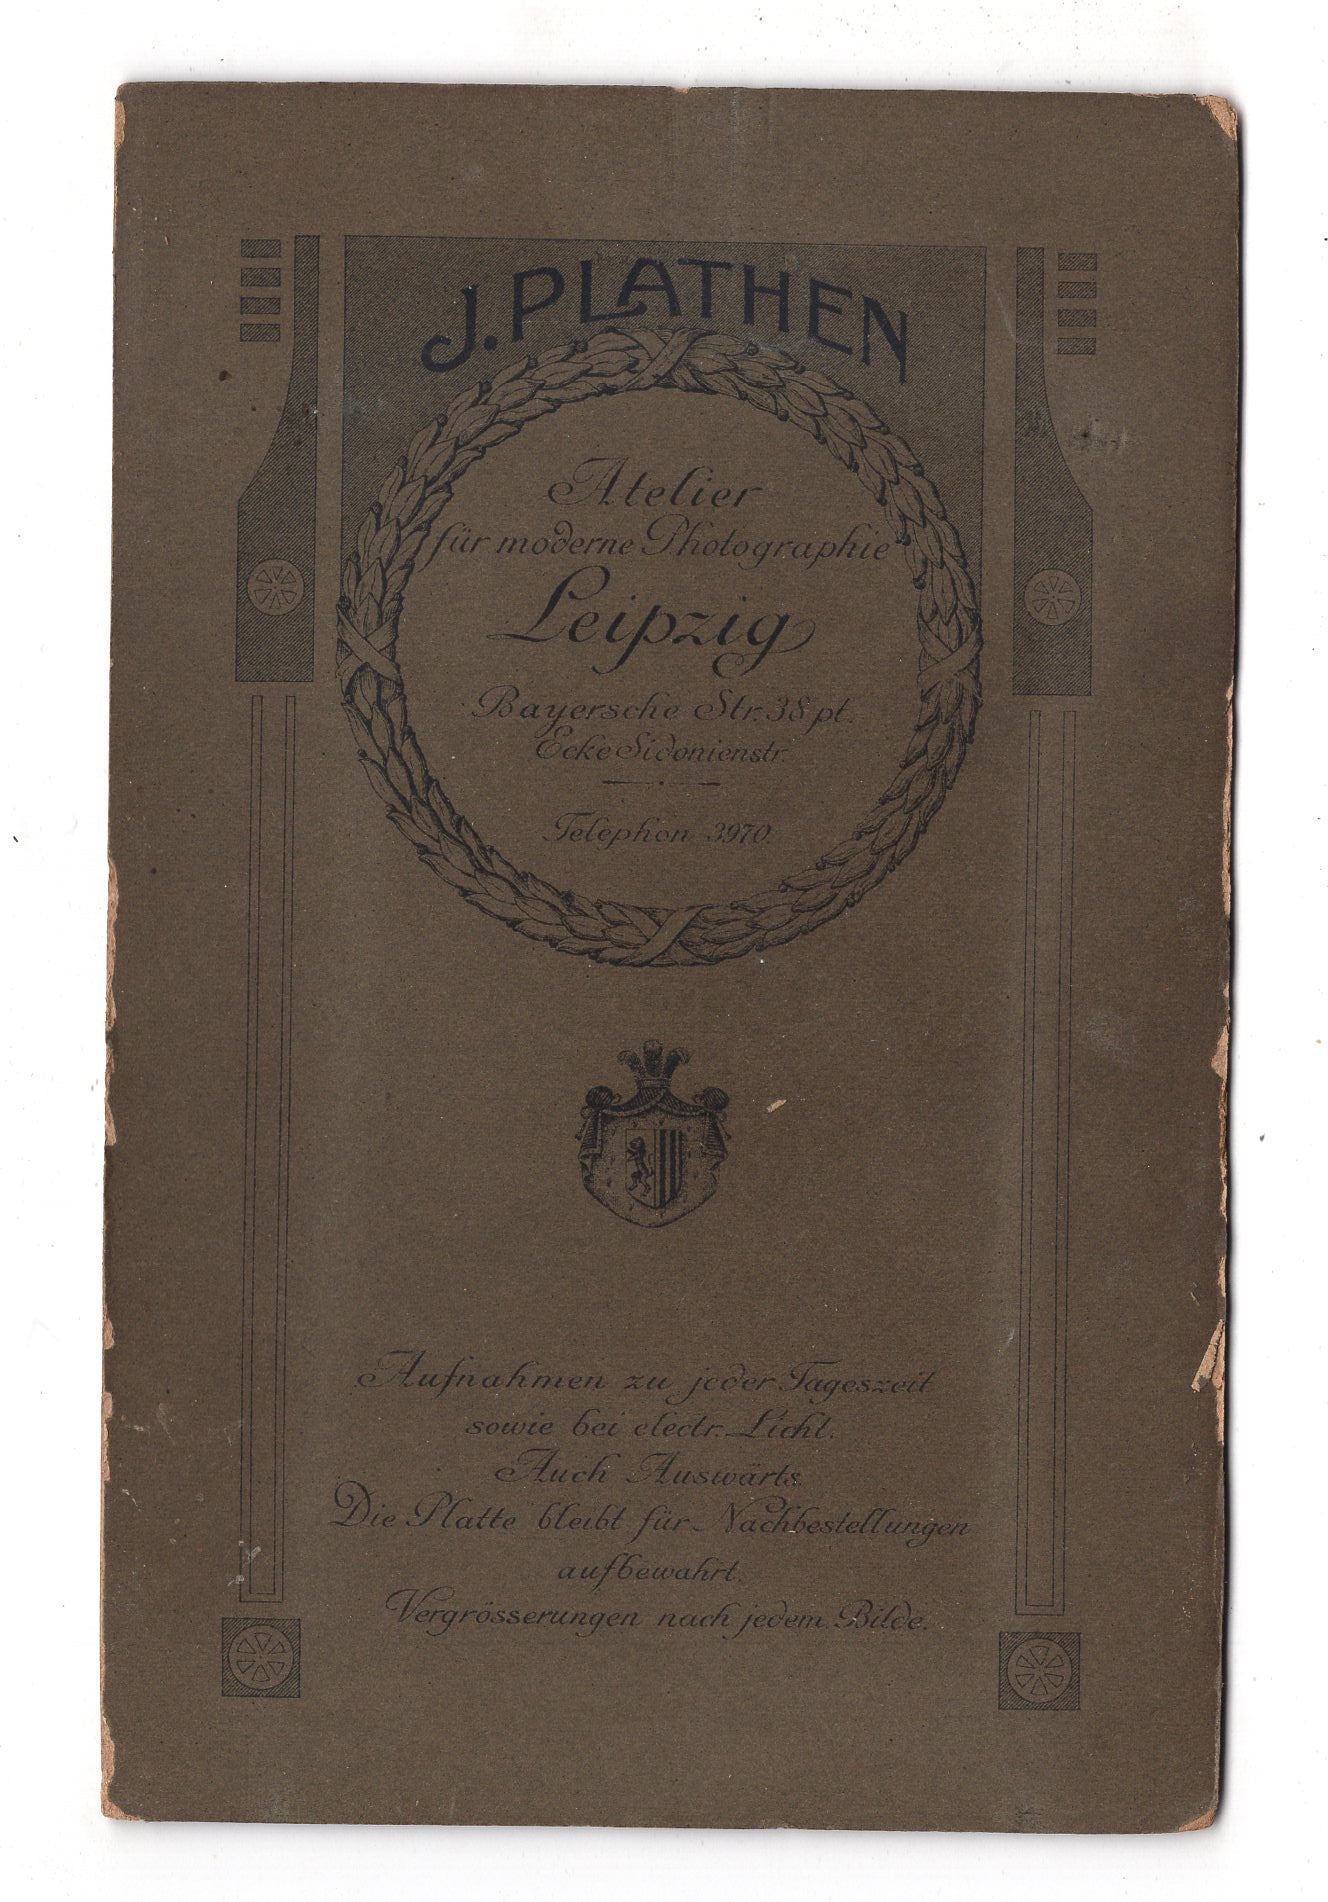 J. PLATHEN
Atelier
für moderne Photographie
Leipzig
Bayersche Str. 38 pt.
Ecke Sidonienstr.
Telephon 3970.
Aufnahmen zu jeder Tageszeit
sowie bei electr. Licht.
Auch Auswärts.
Die Platte bleibt für Nachbestellungen
aufbewahrt.
Vergrösserungen nach jedem Bilde.